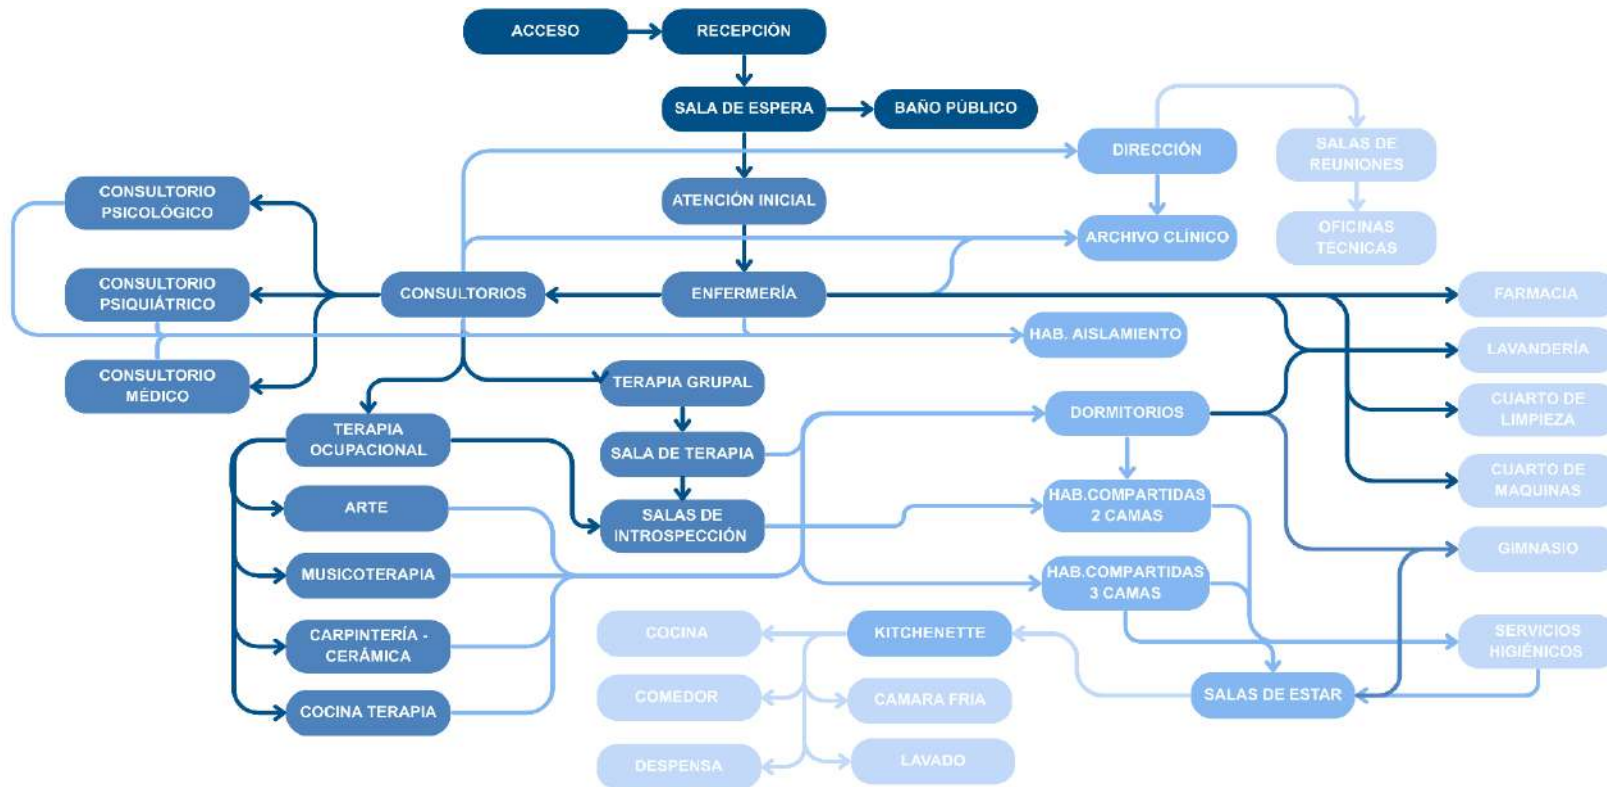 ACCESO
RECEPCIÓN
SALA DE ESPERA
BAÑO PÚBLICO
DIRECCIÓN
SALAS DE
REUNIONES
CONSULTORIO
PSICOLÓGICO
ATENCIÓN INICIAL
ARCHIVO CLÍNICO
OFICINAS
TECNICAS
CONSULTORIO
PSIQUIÁTRICO
CONSULTORIOS
ENFERMERÍA
FARMACIA
HAB. AISLAMIENTO
LAVANDERÍA
CONSULTORIO
MÉDICO
TERAPIA GRUPAL
DORMITORIOS
CUARTO DE
LIMPIEZA
TERAPIA
OCUPACIONAL
SALA DE TERAPIA
CUARTO DE
MAQUINAS
ARTE
SALAS DE
INTROSPECCIÓN
HAB.COMPARTIDAS
2 CAMAS
GIMNASIO
MUSICOTERAPIA
HAB.COMPARTIDAS
3 CAMAS
CARPINTERÍA -
CERÁMICA
COCINA
KITCHENETTE
SERVICIOS
HIGIÉNICOS
COCINA TERAPIA
COMEDOR
CAMARA FRIA
SALAS DE ESTAR
DESPENSA
LAVADO